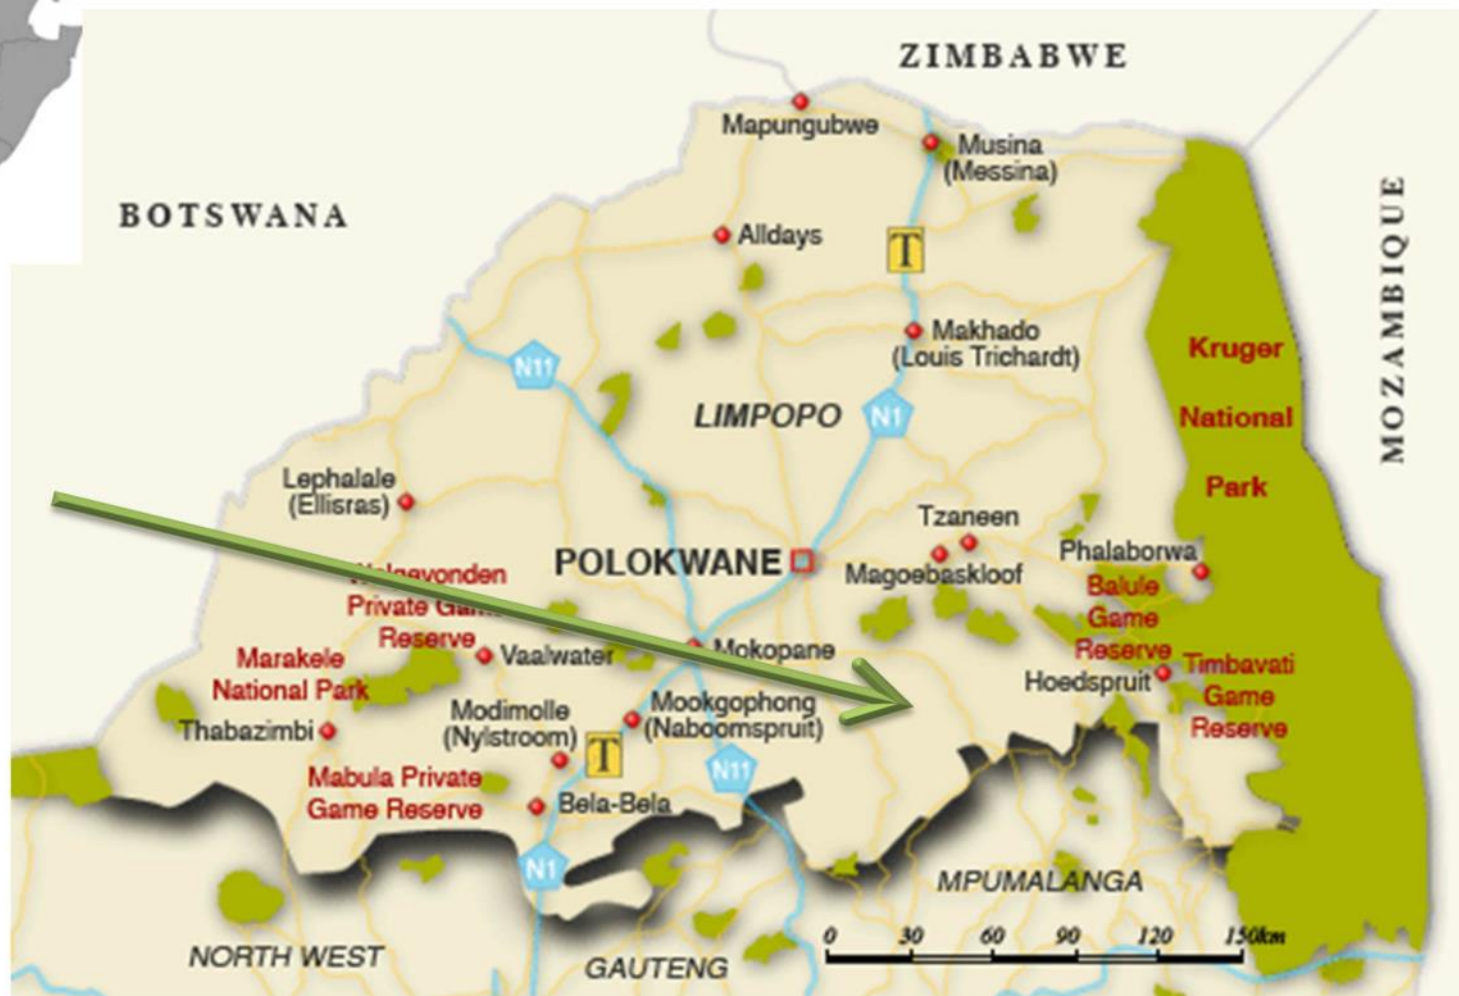 ZIMBABWE
Mapungubwe
Musina
(Messina)
BOTSWANA
MOZAMBIQUE
Alldays
T
Makhado
(Louis Trichardt)
Kruger
National
Park
N11
LIMPOPO
N1
Lephalale
(Ellisras)
Tzaneen
POLOKWANE
Magoebaskloof
Phalaborwa
Balule
Game
Reserve
Private
Reserve
Vaalwater
Mokopane
Marakele
National Park
Hoedspruit
Timbavati
Game
Reserve
Thabazimbi
Modimolle
(Nylstroom)
Mookgophong
(Naboomspruit)
T
N11
Mabula Private
Game Reserve
Bela-Bela
N1
MPUMALANGA
NORTH WEST
GAUTENG
0 30 60 90 120 150km